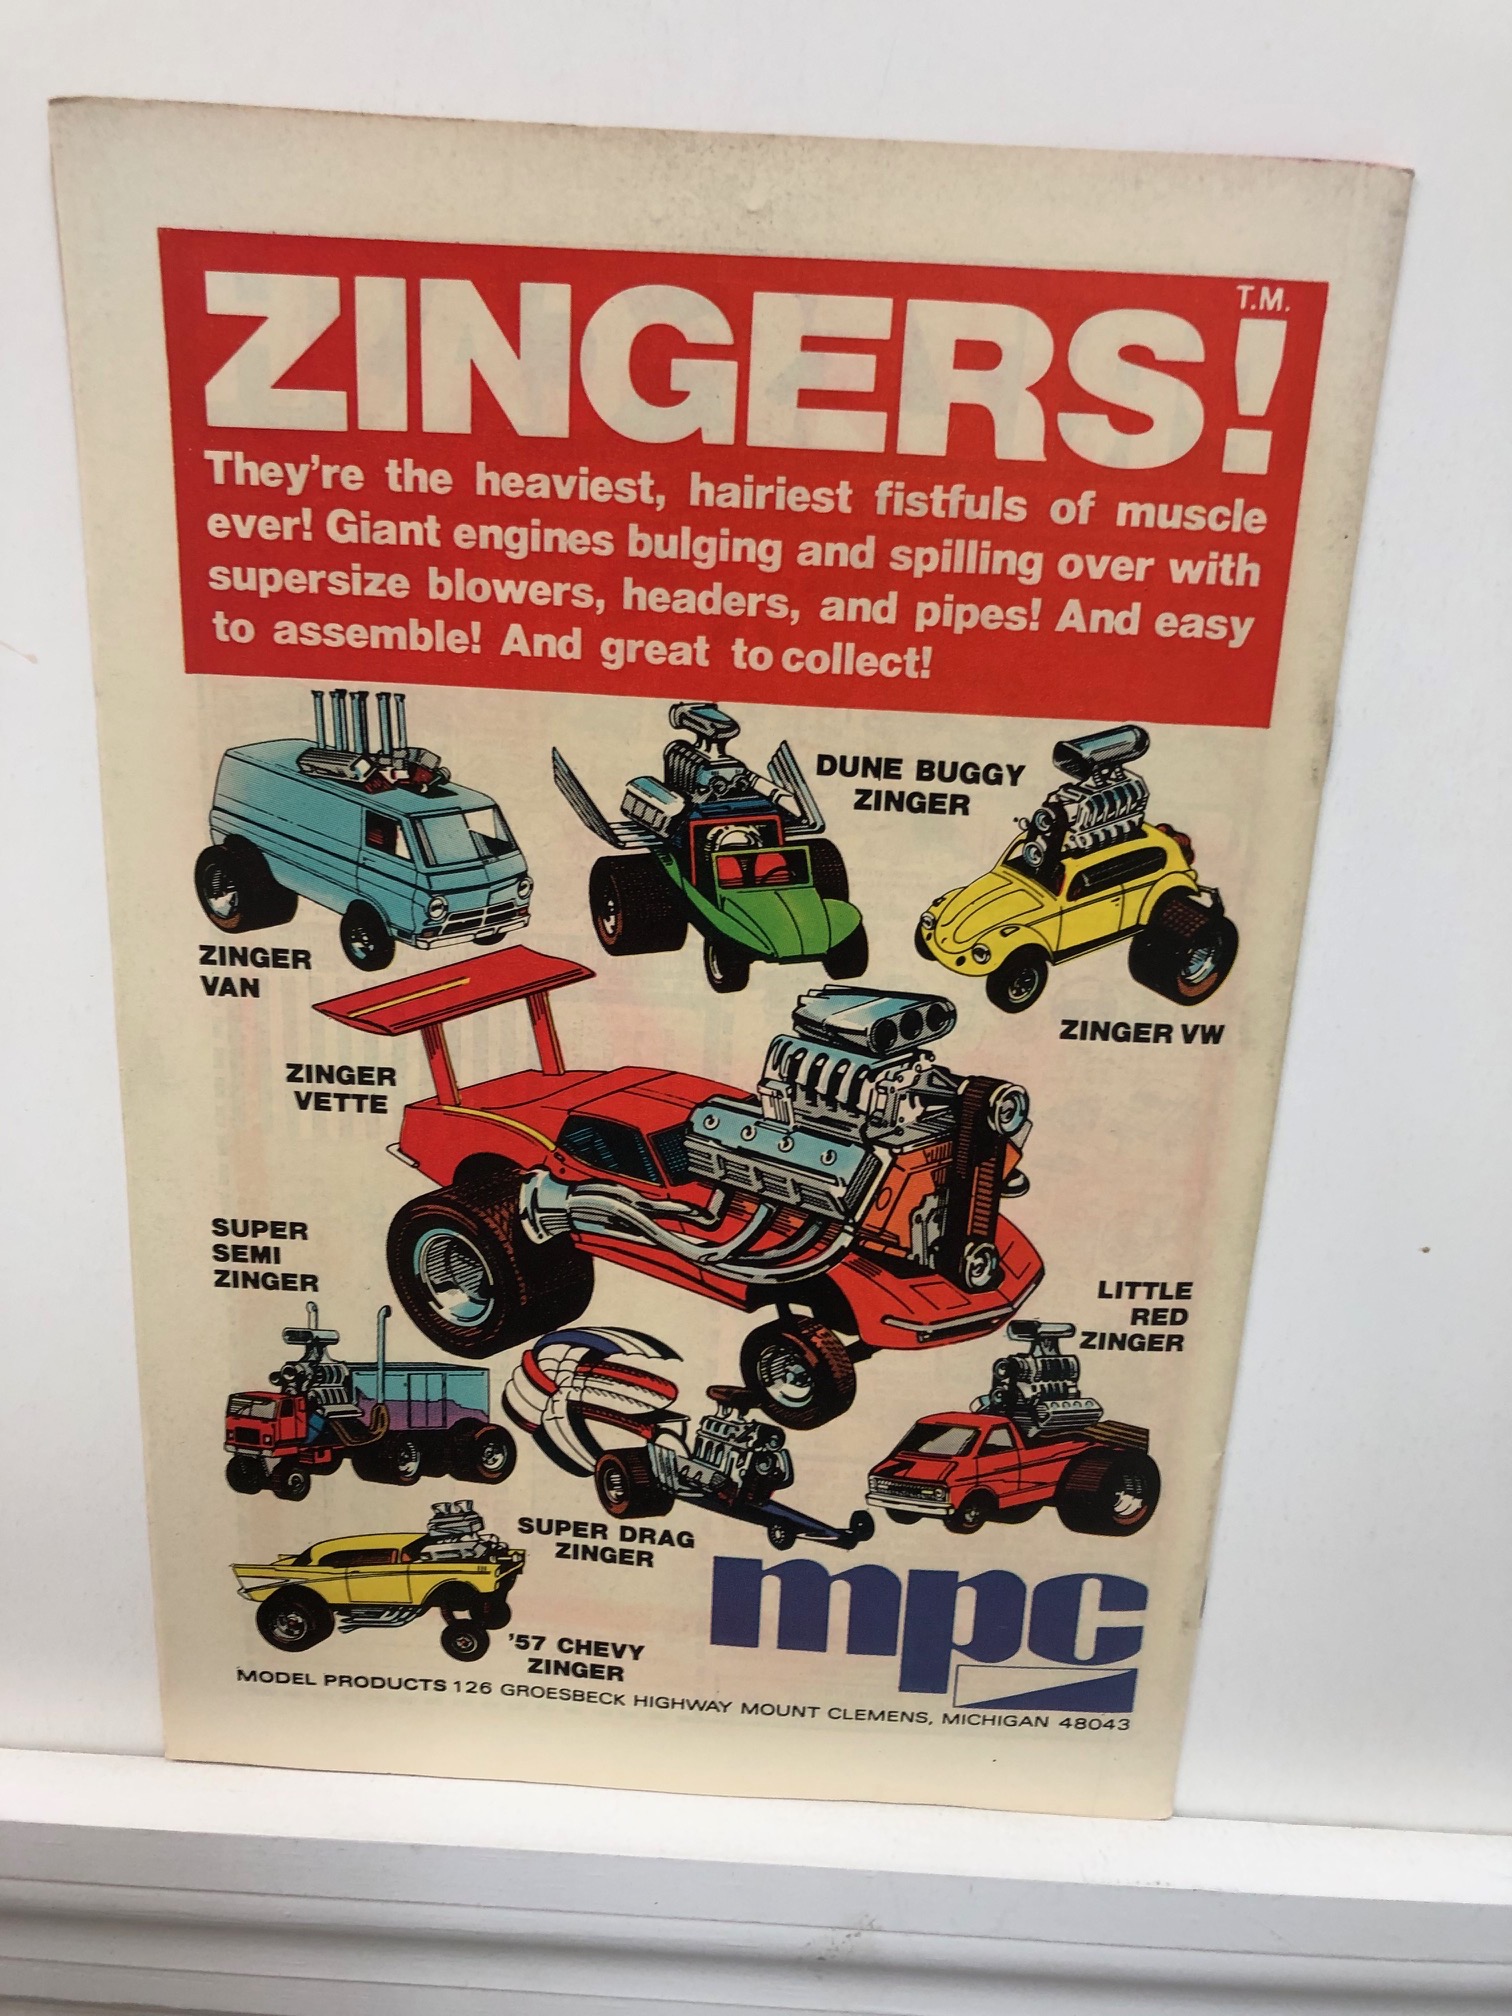 ZINGERS!
T.M.
They're the heaviest, hairiest fistfuls of muscle
ever! Giant engines bulging and spilling over with
supersize blowers, headers, and pipes! And easy
to assemble! And great to collect!
DUNE BUGGY
ZINGER
ZINGER
VAN
ZINGER VW
ZINGER
VETTE
SUPER
SEMI
ZINGER
LITTLE
RED
ZINGER
SUPER DRAG
ZINGER
'57 CHEVY
ZINGER
mpc
MODEL PRODUCTS 126 GROESBECK HIGHWAY MOUNT CLEMENS, MICHIGAN 48043